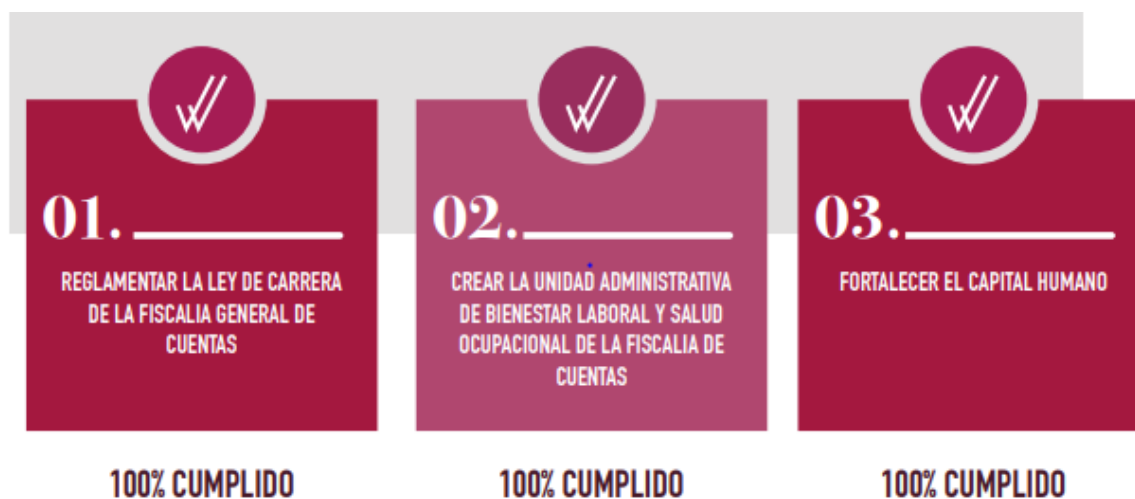 01.
REGLAMENTAR LA LEY DE CARRERA
DE LA FISCALIA GENERAL DE
CUENTAS
100% CUMPLIDO
02.
CREAR LA UNIDAD ADMINISTRATIVA
DE BIENESTAR LABORAL Y SALUD
OCUPACIONAL DE LA FISCALIA DE
CUENTAS
100% CUMPLIDO
03.
FORTALECER EL CAPITAL HUMANO
100% CUMPLIDO